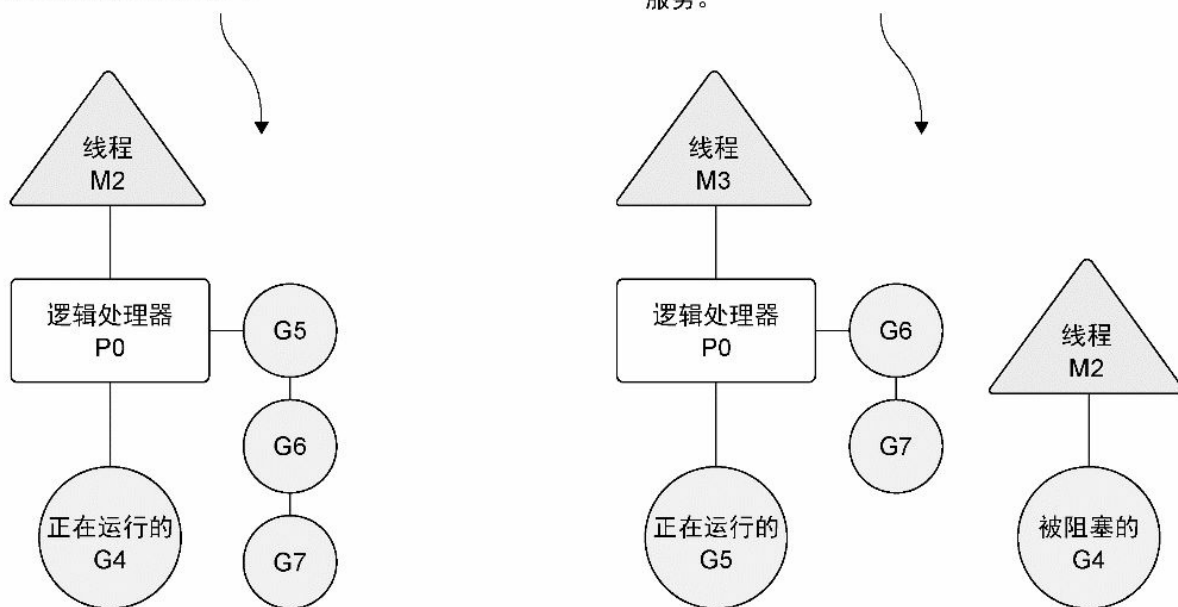 服务。
线程
M2
逻辑处理器
P0
G5
G6
G7
正在运行的
G4
线程
M3
逻辑处理器
P0
G6
G7
正在运行的
G5
线程
M2
被阻塞的
G4